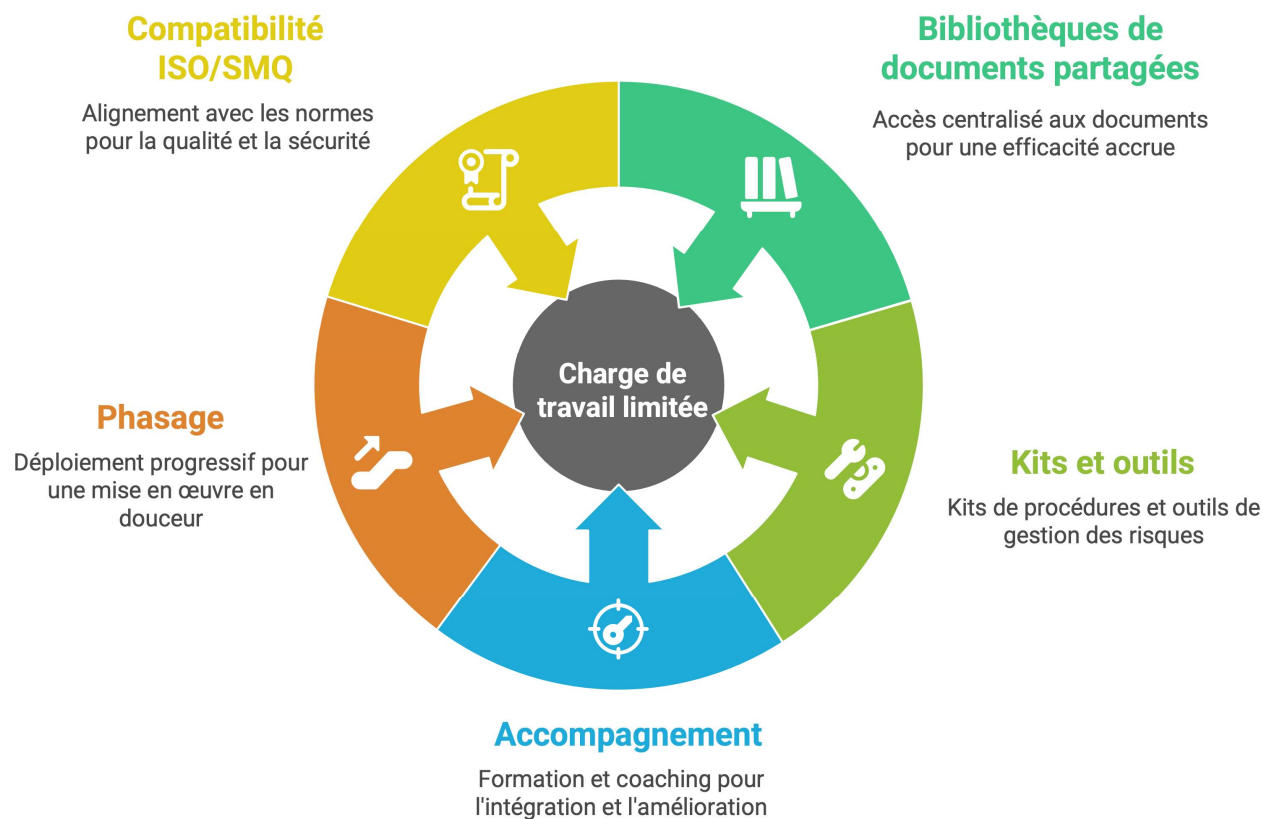 Compatibilité
ISO/SMQ
Alignement avec les normes
pour la qualité et la sécurité
Bibliothèques de
documents partagées
Accès centralisé aux documents
pour une efficacité accrue
Charge de
travail limitée
Phasage
Déploiement progressif pour
une mise en œuvre en
douceur
Kits et outils
Kits de procédures et outils de
gestion des risques
Accompagnement
Formation et coaching pour
l'intégration et l'amélioration